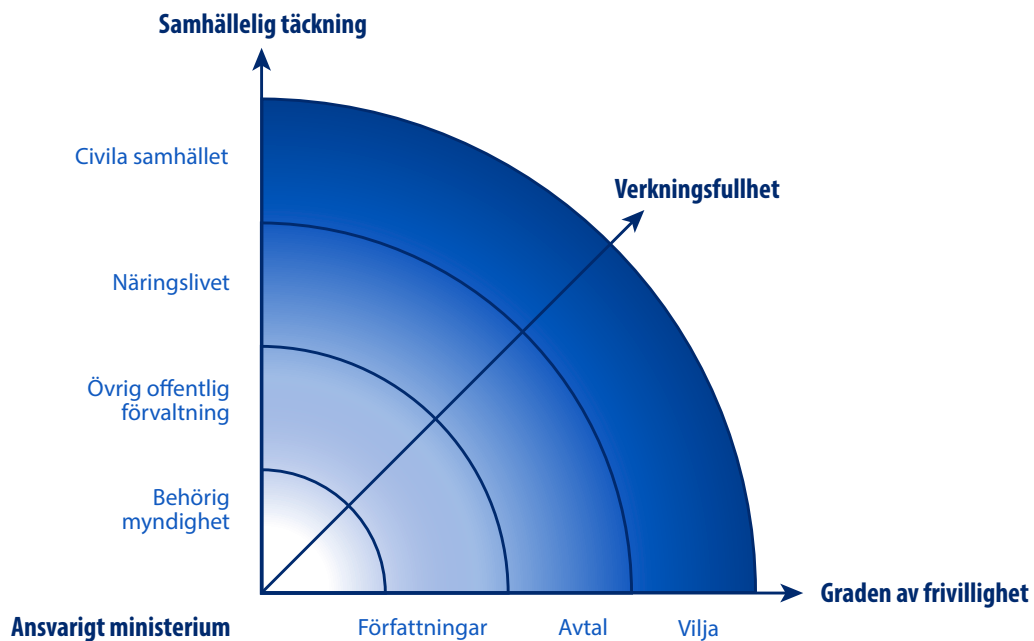 Samhällelig täckning
Civila samhället
Verkningsfullhet
Näringslivet
Övrig offentlig
förvaltning
Behörig
myndighet
Graden av frivillighet
Ansvarigt ministerium
Författningar
Avtal
Vilja